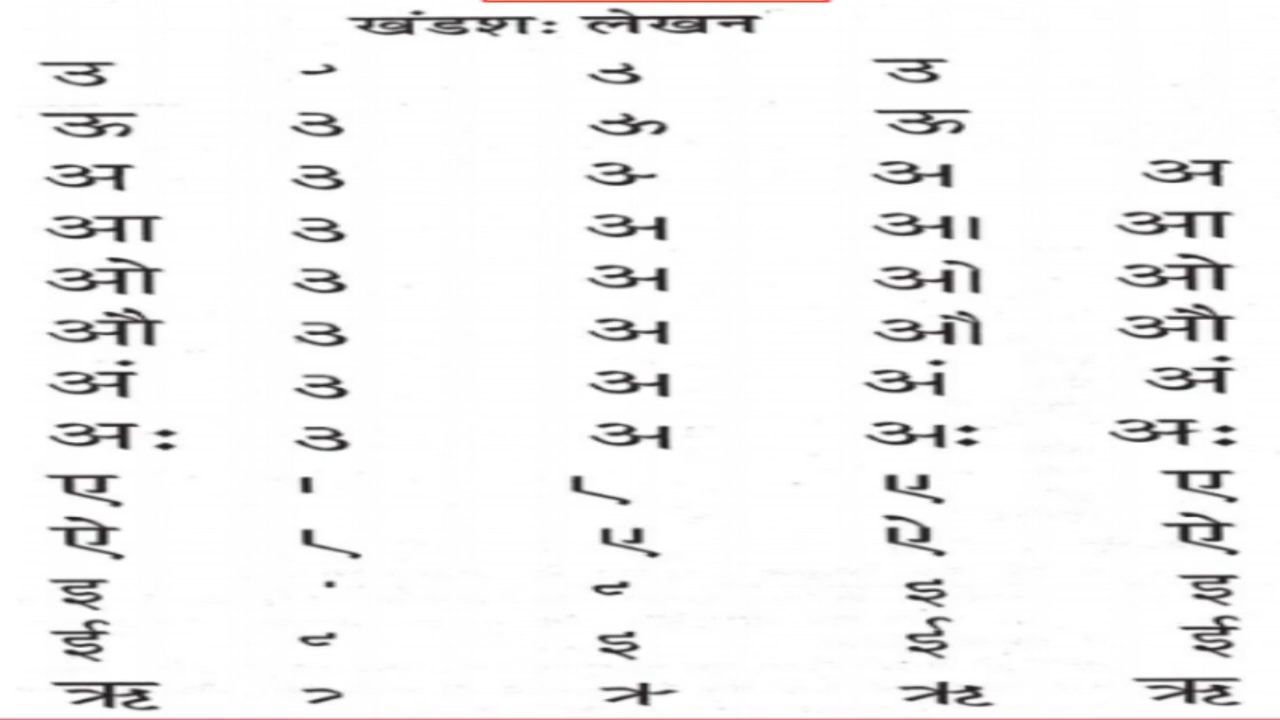 खंडशः लेखन
उ उ उ
ऊ उ ऊ ऊ
अ उ अ अ
आ उ अ आ आ
ओ उ अ ओ ओ
औ उ अ औ औ
अं उ अ अं अं
अः उ अ अः अः
ए ए ए
ऐ ए ऐ ऐ
इ इ इ
ई इ ई ई
ऋ ऋ ऋ